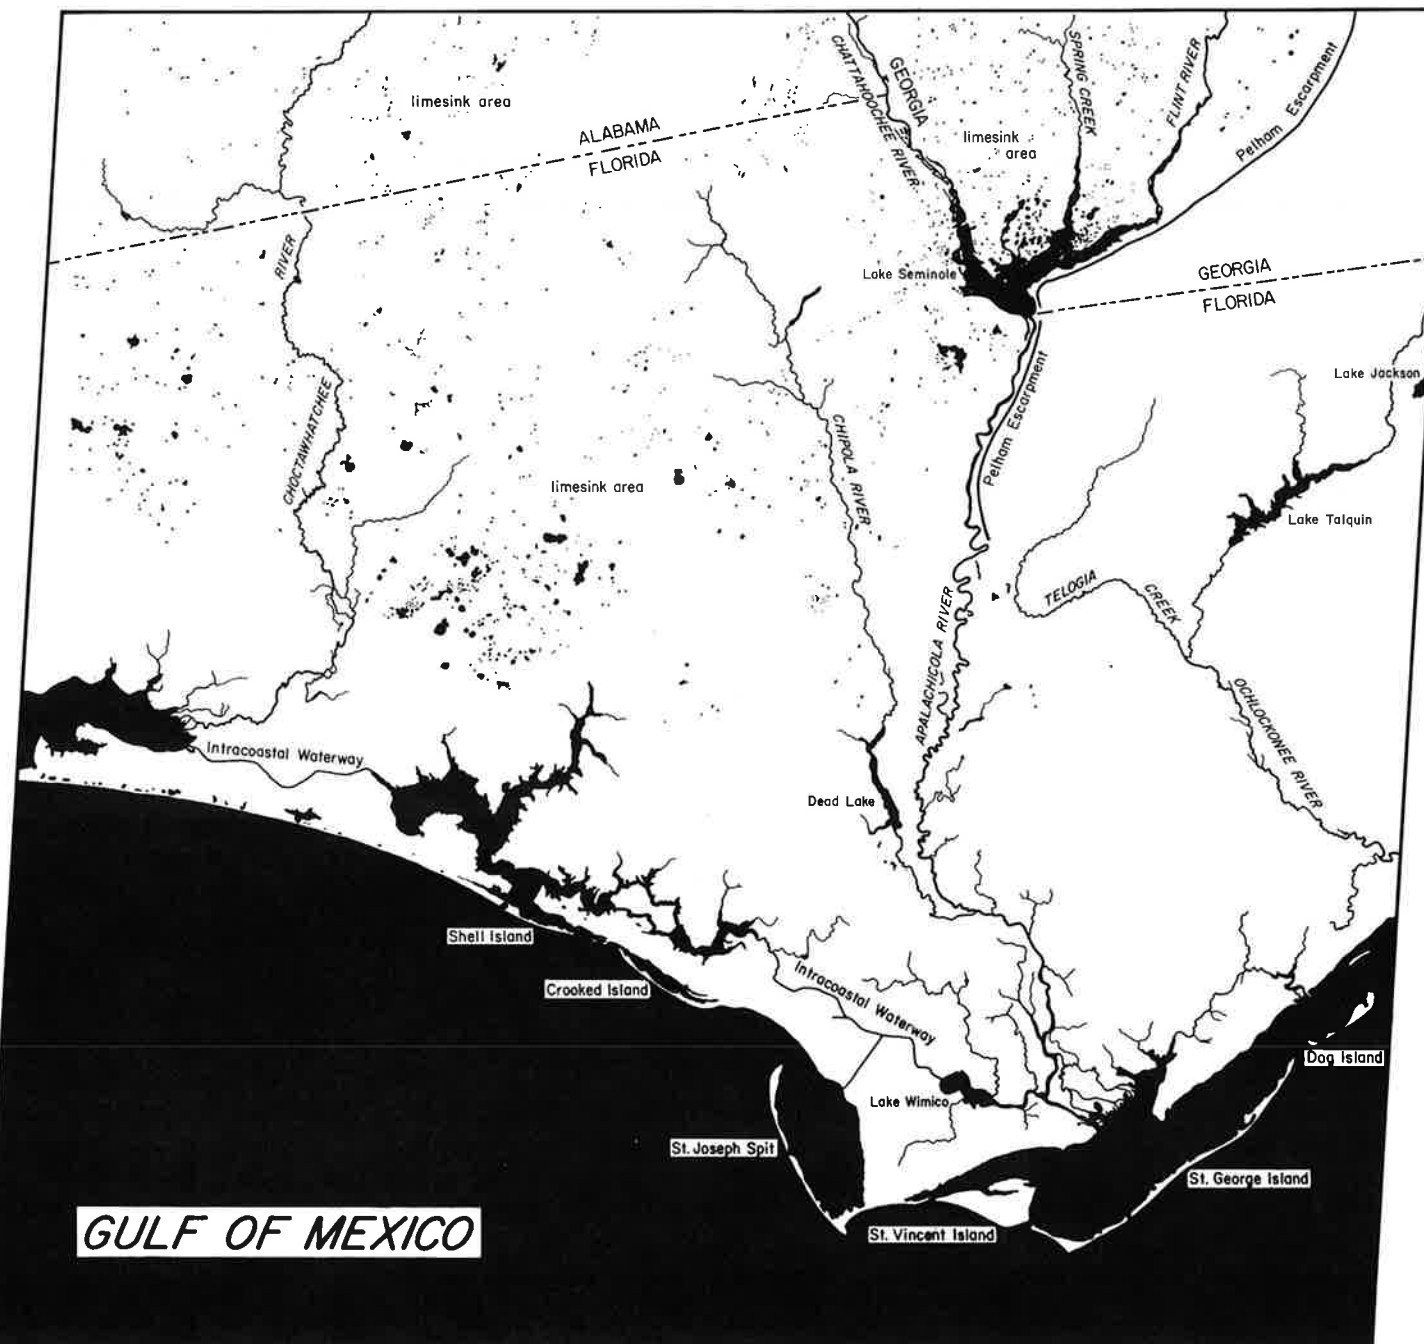 CHATTAHOOCHEE RIVER
GEORGIA
SPRING CREEK
FLINT RIVER
Pelham Escarpment
limesink area
ALABAMA
FLORIDA
limesink
area
RIVER
CHOCTAWHATCHEE
Lake Seminole
GEORGIA
FLORIDA
Pelham Escarpment
Lake Jackson
CHIPOLA RIVER
limesink area
Lake Talquin
TELOGIA
CREEK
APALACHICOLA RIVER
OCHLOCKONEE RIVER
Intracoastal Waterway
Dead Lake
Shell Island
Crooked Island
Intracoastal Waterway
Dog Island
Lake Wimico
St. Joseph Spit
St. George Island
St. Vincent Island
GULF OF MEXICO